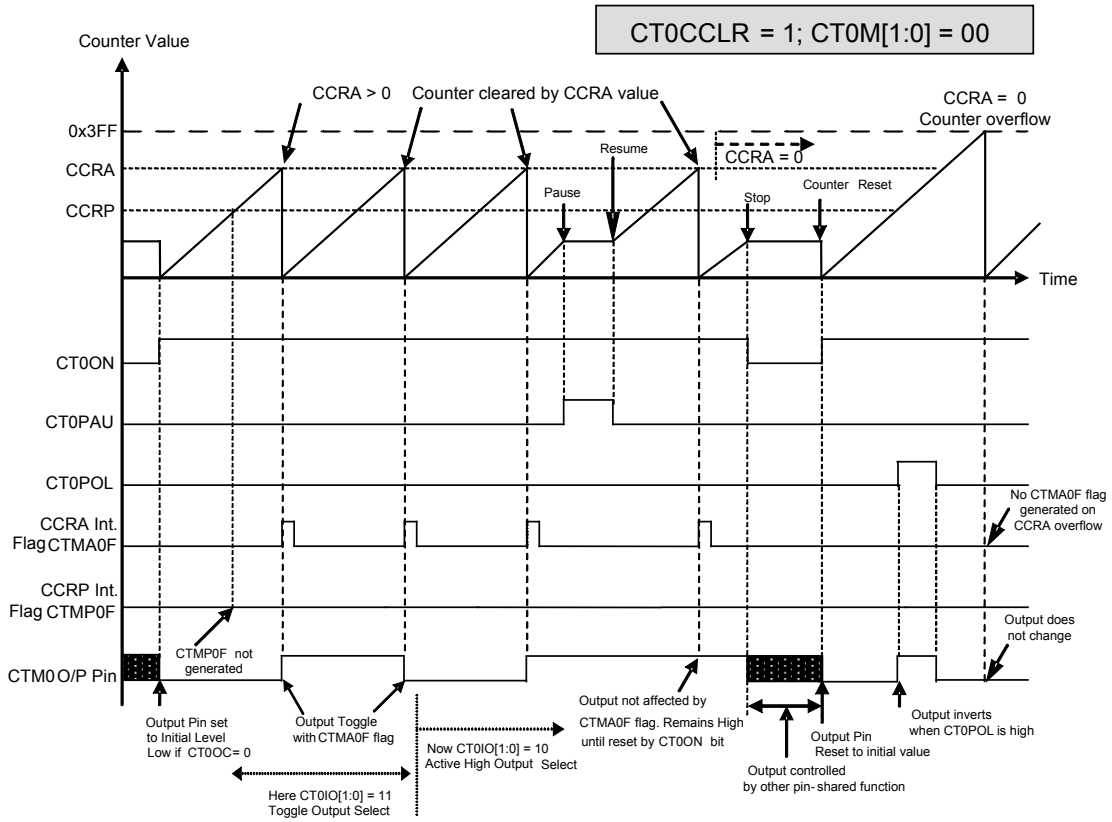 CT0CCLR = 1; CT0M[1:0] = 00
Counter Value
CCRA > 0
Counter cleared by CCRA value
CCRA = 0
Counter overflow
0x3FF
Resume
CCRA = 0
CCRA
Pause
Stop
Counter Reset
CCRP
Time
CT0ON
CT0PAU
CT0POL
No CTMA0F flag
generated on
CCRA overflow
CCRA Int.
Flag CTMA0F
CCRP Int.
Flag CTMP0F
CTMP0F not
generated
Output does
not change
CTM0 O/P Pin
Output Pin set
to Initial Level
Low if CT0OC= 0
Output Toggle
with CTMA0F flag
Now CT0IO[1:0] = 10
Active High Output Select
Output not affected by
CTMA0F flag. Remains High
until reset by CT0ON bit
Output Pin
Reset to initial value
Output inverts
when CT0POL is high
Output controlled
by other pin-shared function
Here CT0IO[1:0] = 11
Toggle Output Select